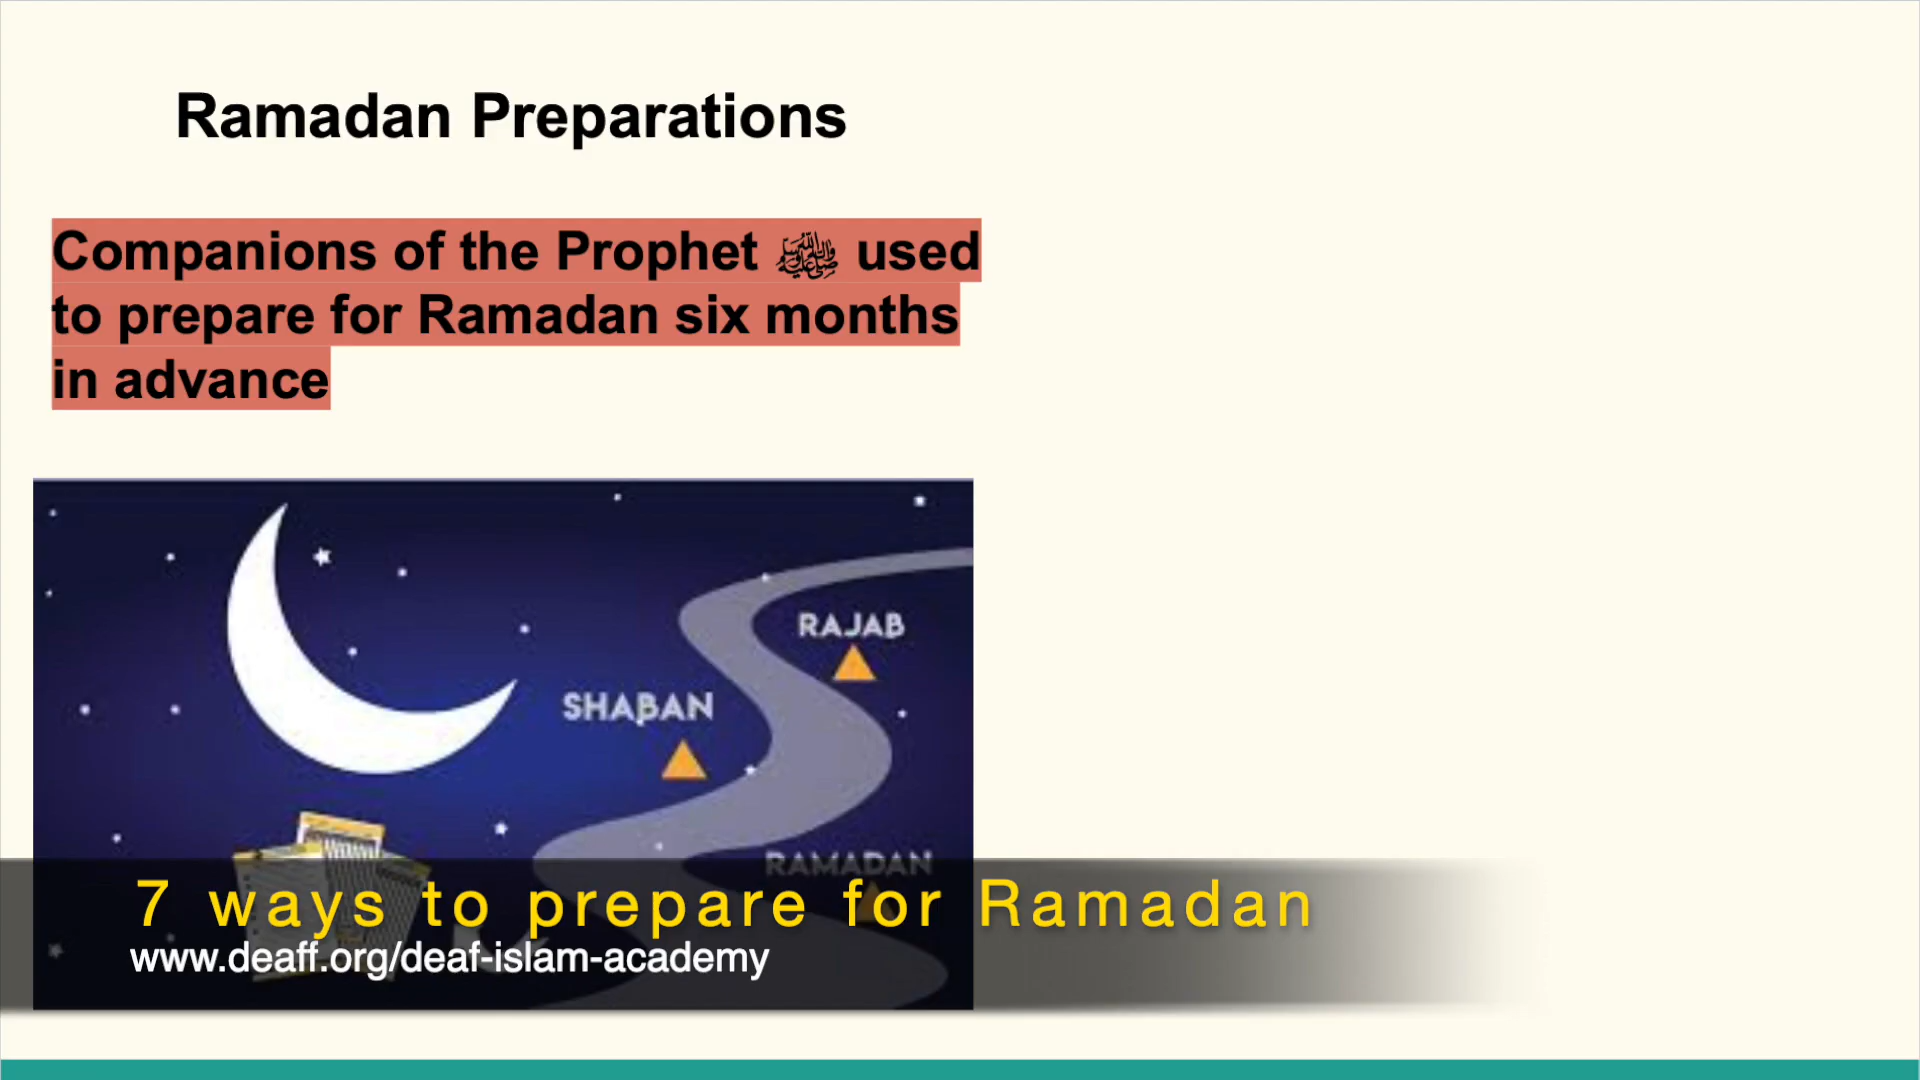 Ramadan Preparations
Companions of the Prophet ﷺ used
to prepare for Ramadan six months
in advance
RAJAB
SHABAN
RAMADAN
7 ways to prepare for Ramadan
www.deaff.org/deaf-islam-academy